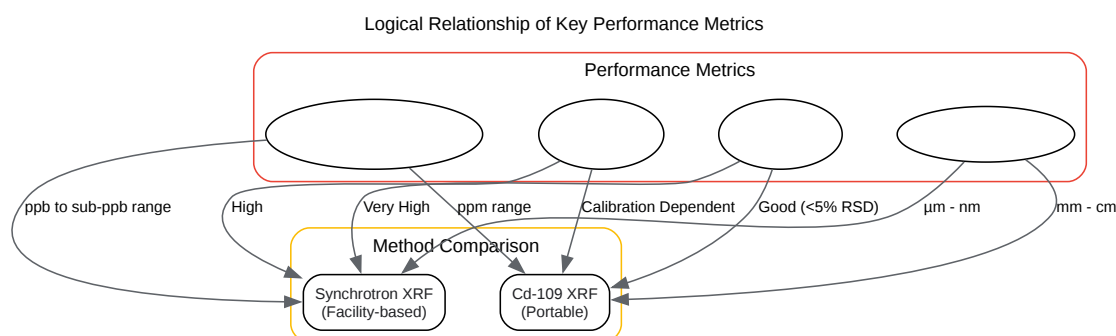 Logical Relationship of Key Performance Metrics
Performance Metrics
ppb to sub-ppb range
High
Very High
ppm range
Calibration Dependent
Good (<5% RSD)
µm - nm
mm - cm
Method Comparison
Synchrotron XRF
(Facility-based)
Cd-109 XRF
(Portable)